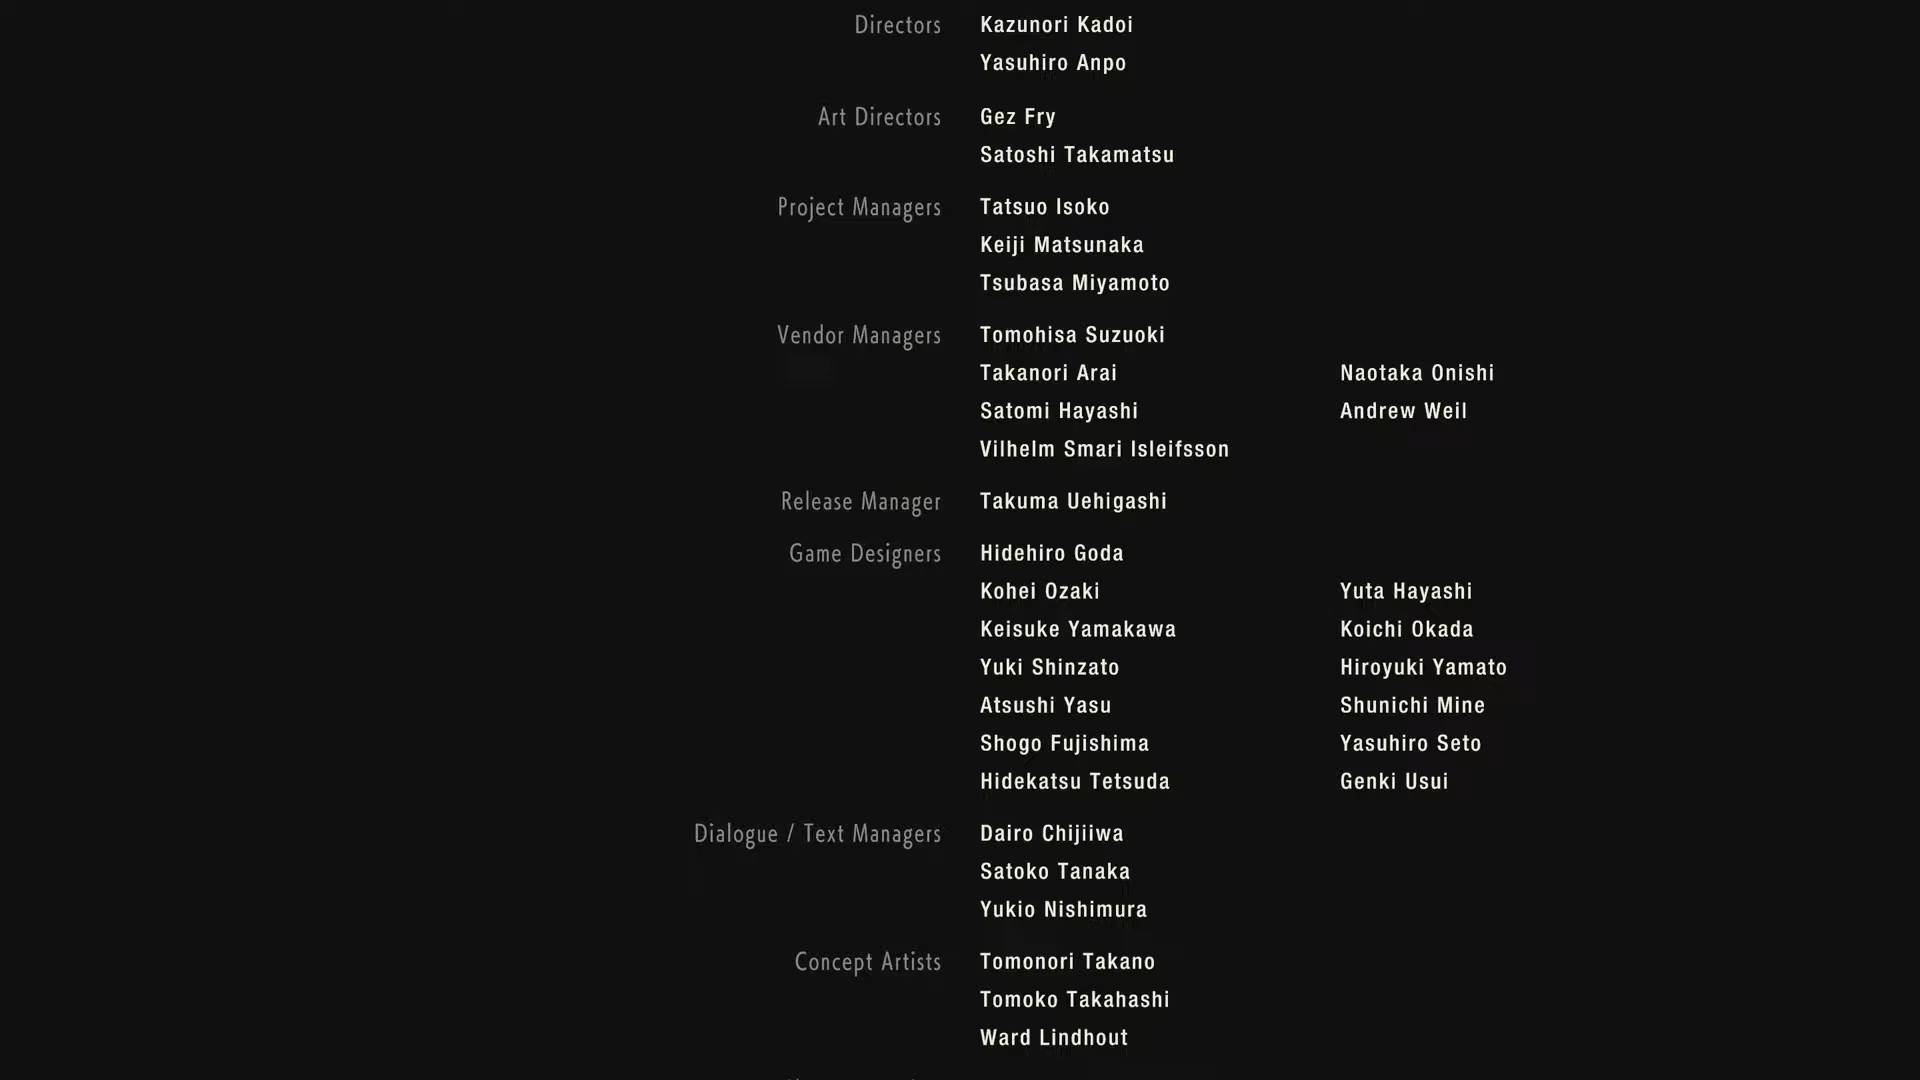 Directors Kazunori Kadoi
Yasuhiro Anpo
Art Directors Gez Fry
Satoshi Takamatsu
Project Managers Tatsuo Isoko
Keiji Matsunaka
Tsubasa Miyamoto
Vendor Managers Tomohisa Suzuoki
Takanori Arai Naotaka Onishi
Satomi Hayashi Andrew Weil
Vilhelm Smari Isleifsson
Release Manager Takuma Uehigashi
Game Designers Hidehiro Goda
Kohei Ozaki Yuta Hayashi
Keisuke Yamakawa Koichi Okada
Yuki Shinzato Hiroyuki Yamato
Atsushi Yasu Shunichi Mine
Shogo Fujishima Yasuhiro Seto
Hidekatsu Tetsuda Genki Usui
Dialogue / Text Managers Dairo Chijiiwa
Satoko Tanaka
Yukio Nishimura
Concept Artists Tomonori Takano
Tomoko Takahashi
Ward Lindhout